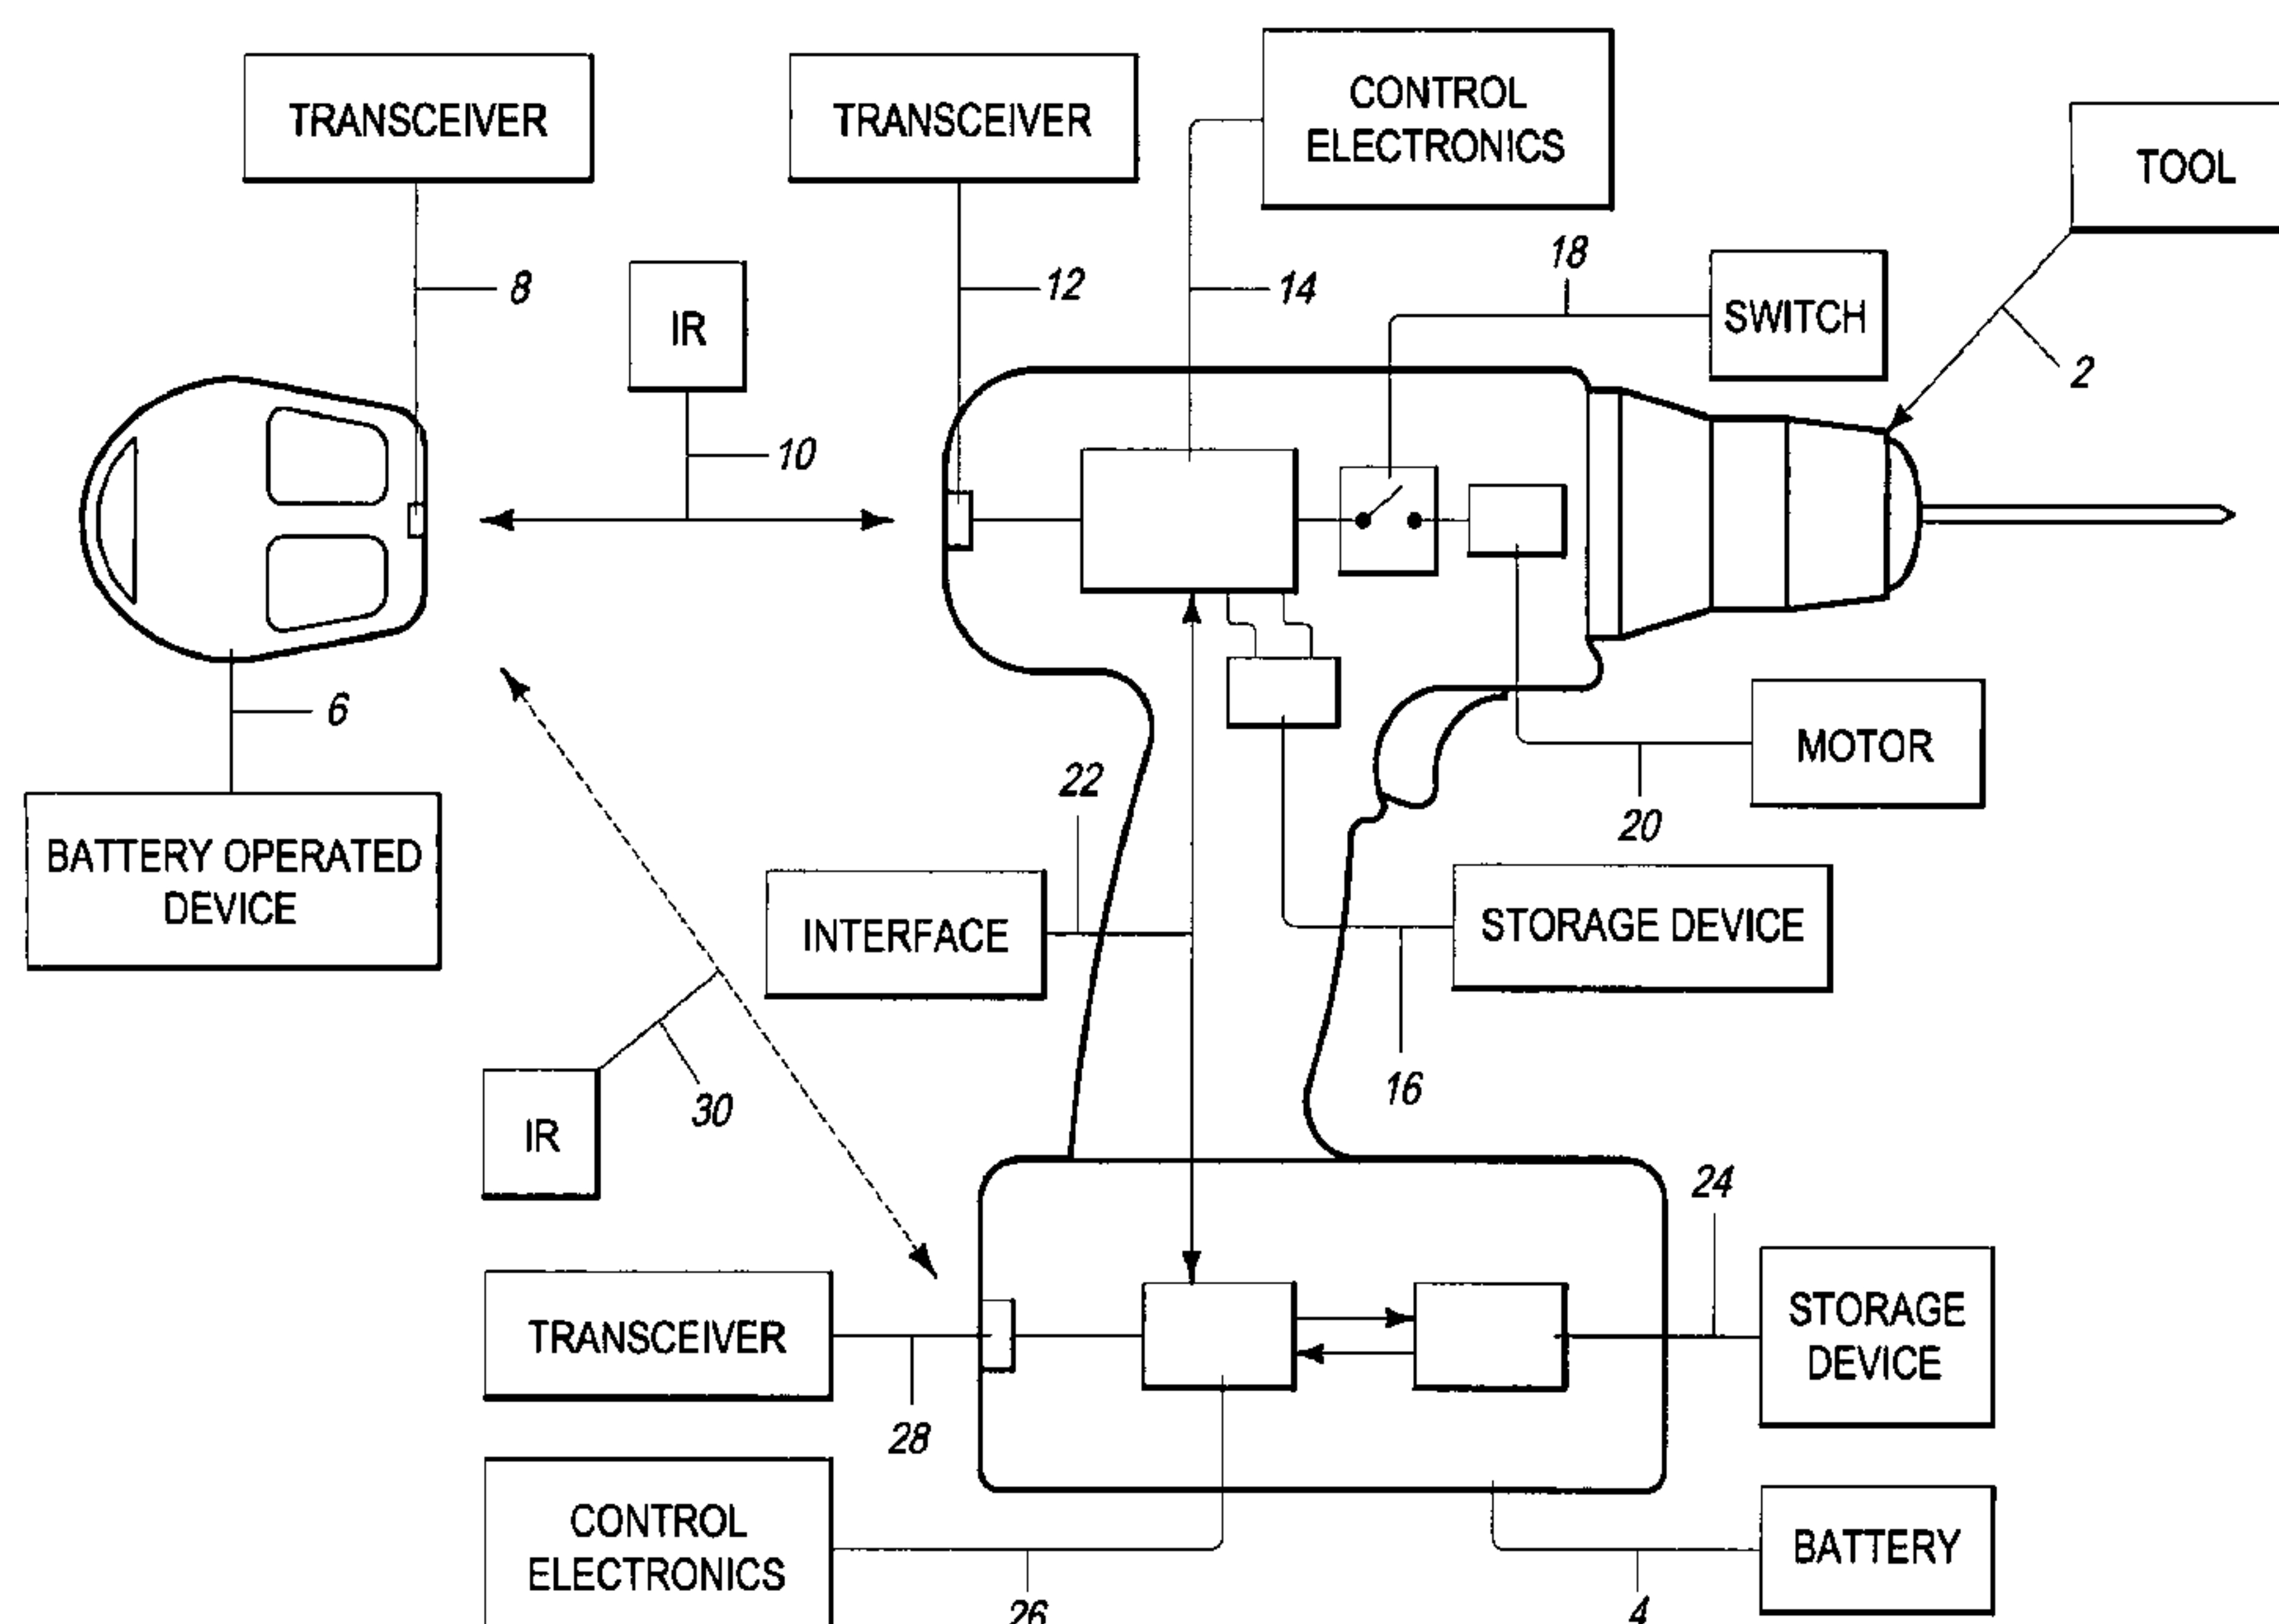 TRANSCEIVER
TRANSCEIVER
CONTROL
ELECTRONICS
TOOL
8
IR
12
14
18
SWITCH
2
10
6
BATTERY OPERATED
DEVICE
22
INTERFACE
MOTOR
20
STORAGE DEVICE
16
IR
30
24
TRANSCEIVER
28
STORAGE
DEVICE
CONTROL
ELECTRONICS
26
BATTERY
4